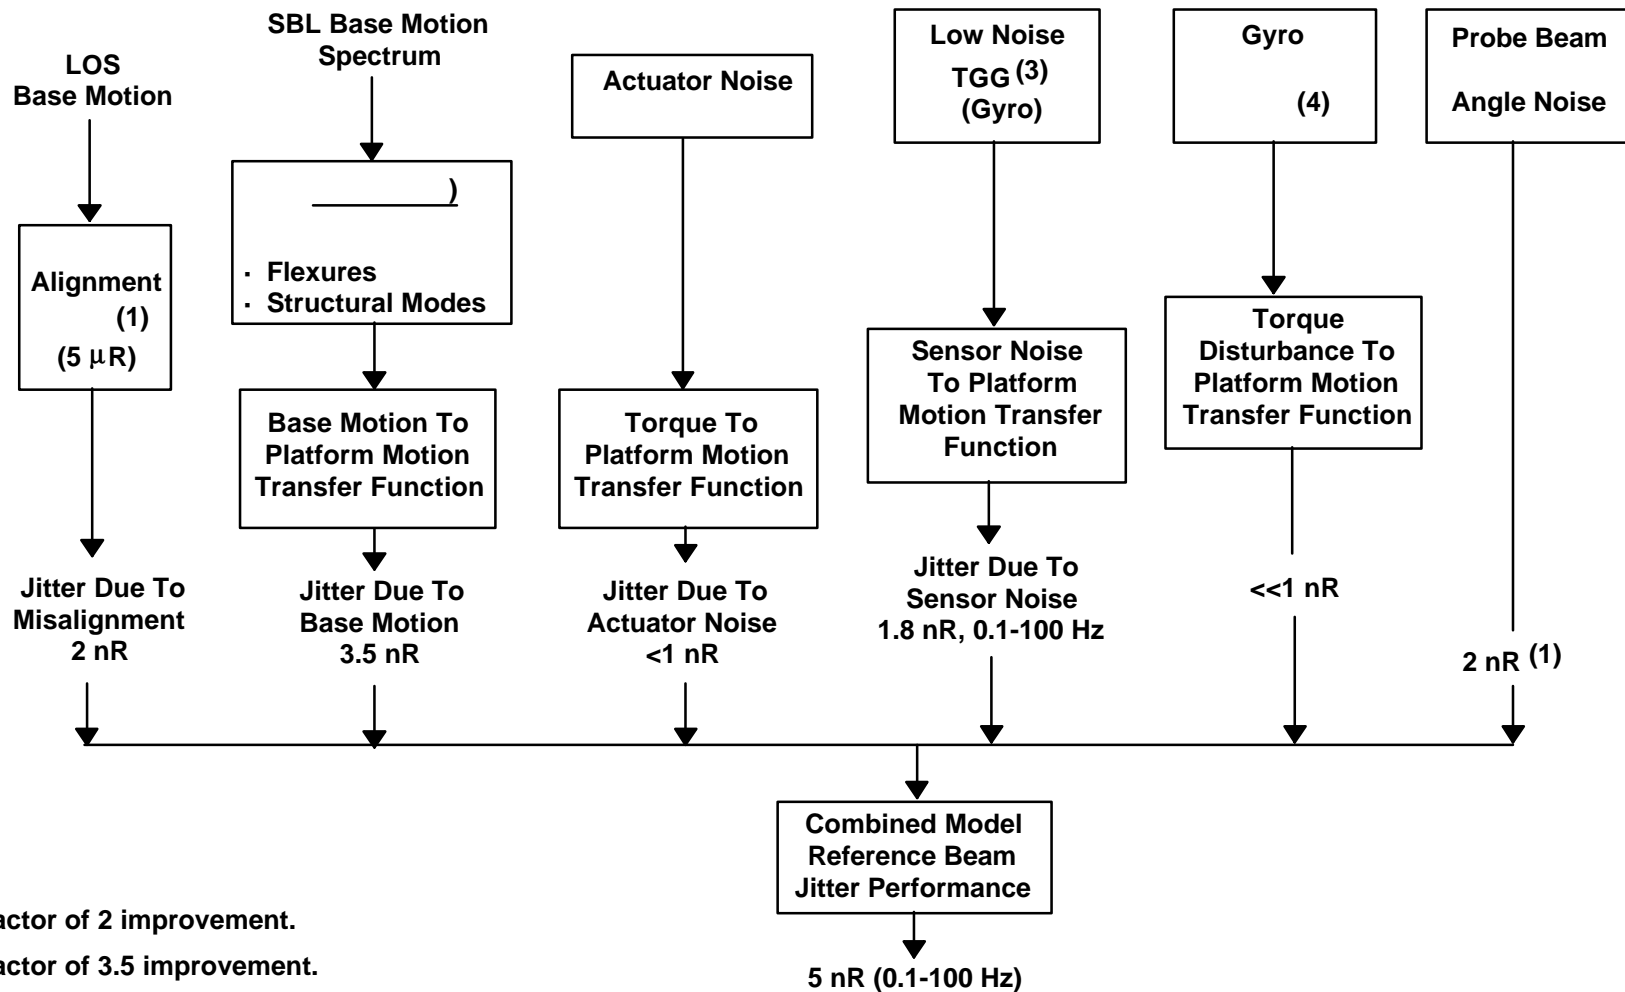 LOS
Base Motion
SBL Base Motion
Spectrum
Actuator Noise
Low Noise
TGG (3)
(Gyro)
Gyro
(4)
Probe Beam
Angle Noise
Alignment
(1)
(5 μR)
)
· Flexures
· Structural Modes
Base Motion To
Platform Motion
Transfer Function
Torque To
Platform Motion
Transfer Function
Sensor Noise
To Platform
Motion Transfer
Function
Torque
Disturbance To
Platform Motion
Transfer Function
Jitter Due To
Misalignment
2 nR
Jitter Due To
Base Motion
3.5 nR
Jitter Due To
Actuator Noise
<1 nR
Jitter Due To
Sensor Noise
1.8 nR, 0.1-100 Hz
<<1 nR
2 nR (1)
Combined Model
Reference Beam
Jitter Performance
5 nR (0.1-100 Hz)
actor of 2 improvement.
actor of 3.5 improvement.